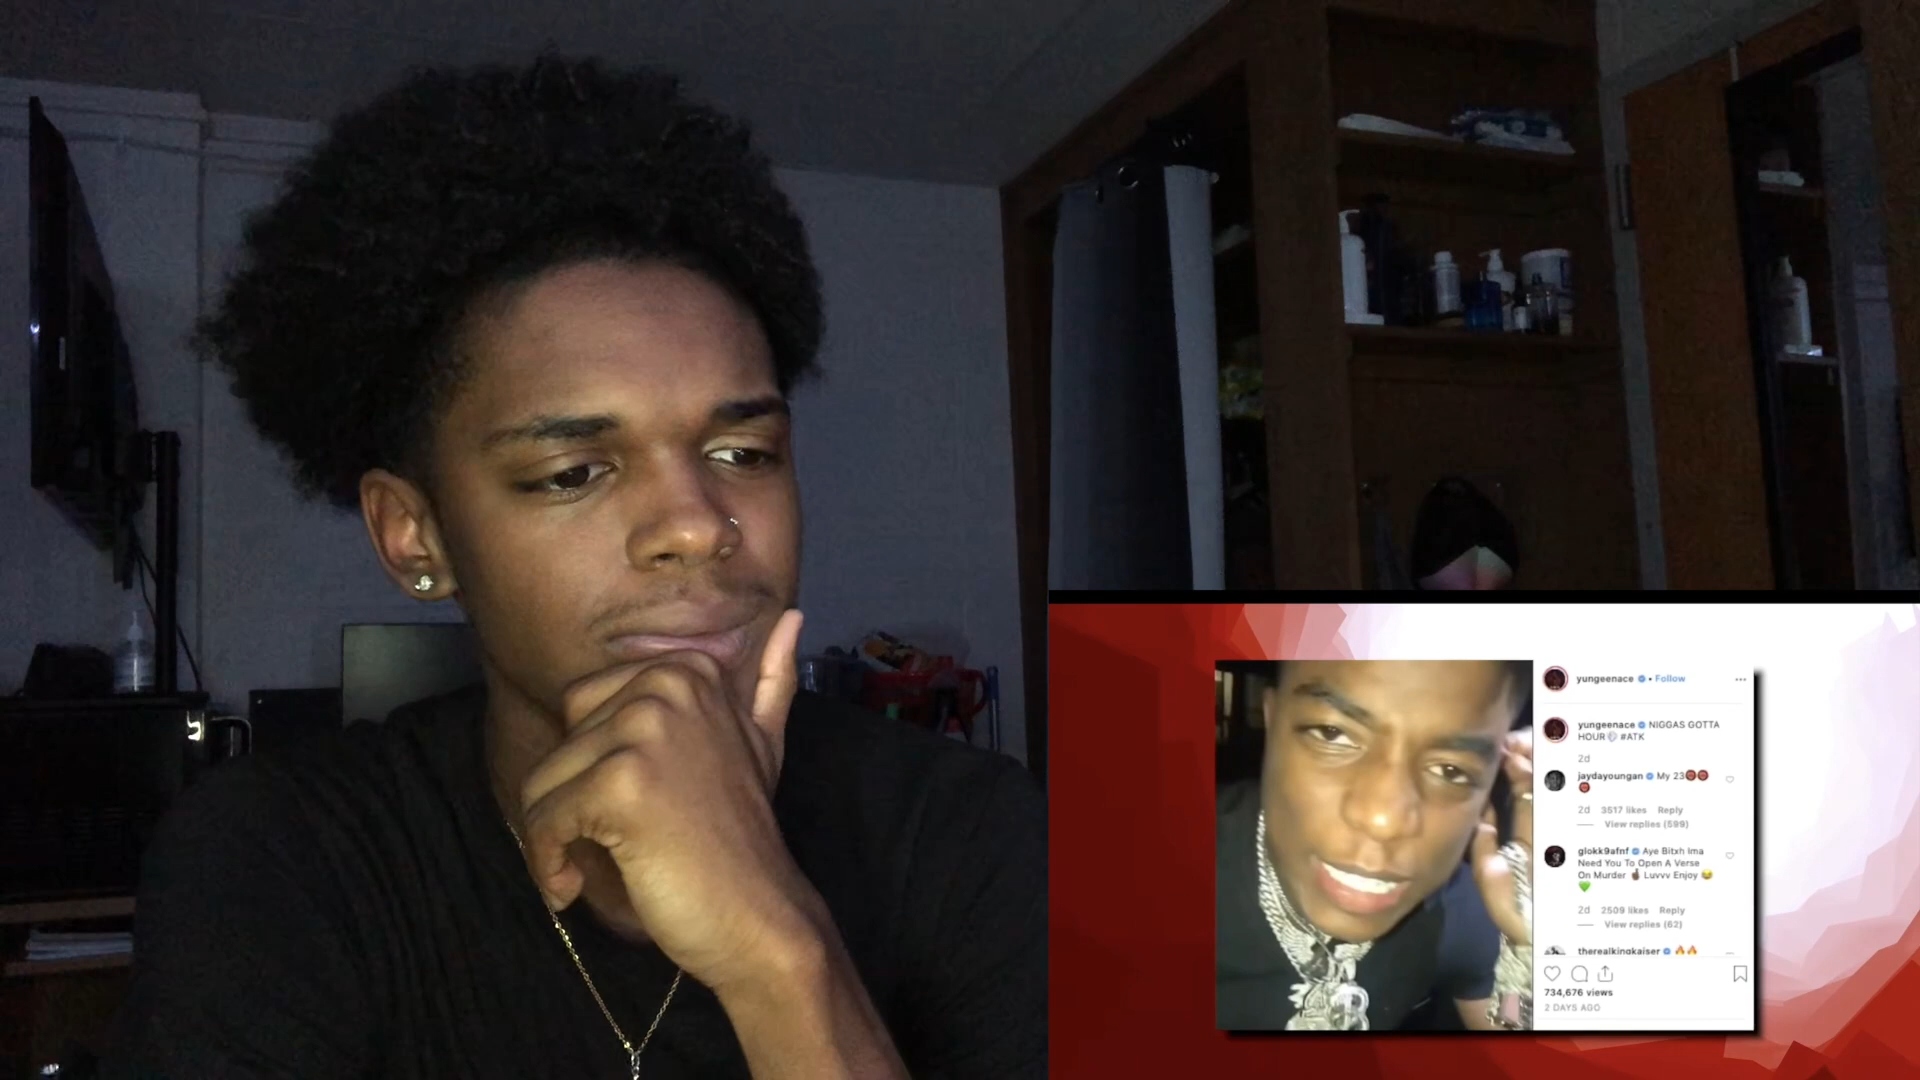 yungeenace • Follow
yungeenace NIGGAS GOTTA
HOUR💨 #ATK
2d
jaydayoungan My 23👹👹
👹
2d 3517 likes Reply
View replies (599)
glokk9afnf Aye Bitxh Ima
Need You To Open A Verse
On Murder ☝🏿 Luvvv Enjoy 😂
💚
2d 2509 likes Reply
View replies (62)
therealkingkaiser 🔥🔥
734,676 views
2 DAYS AGO